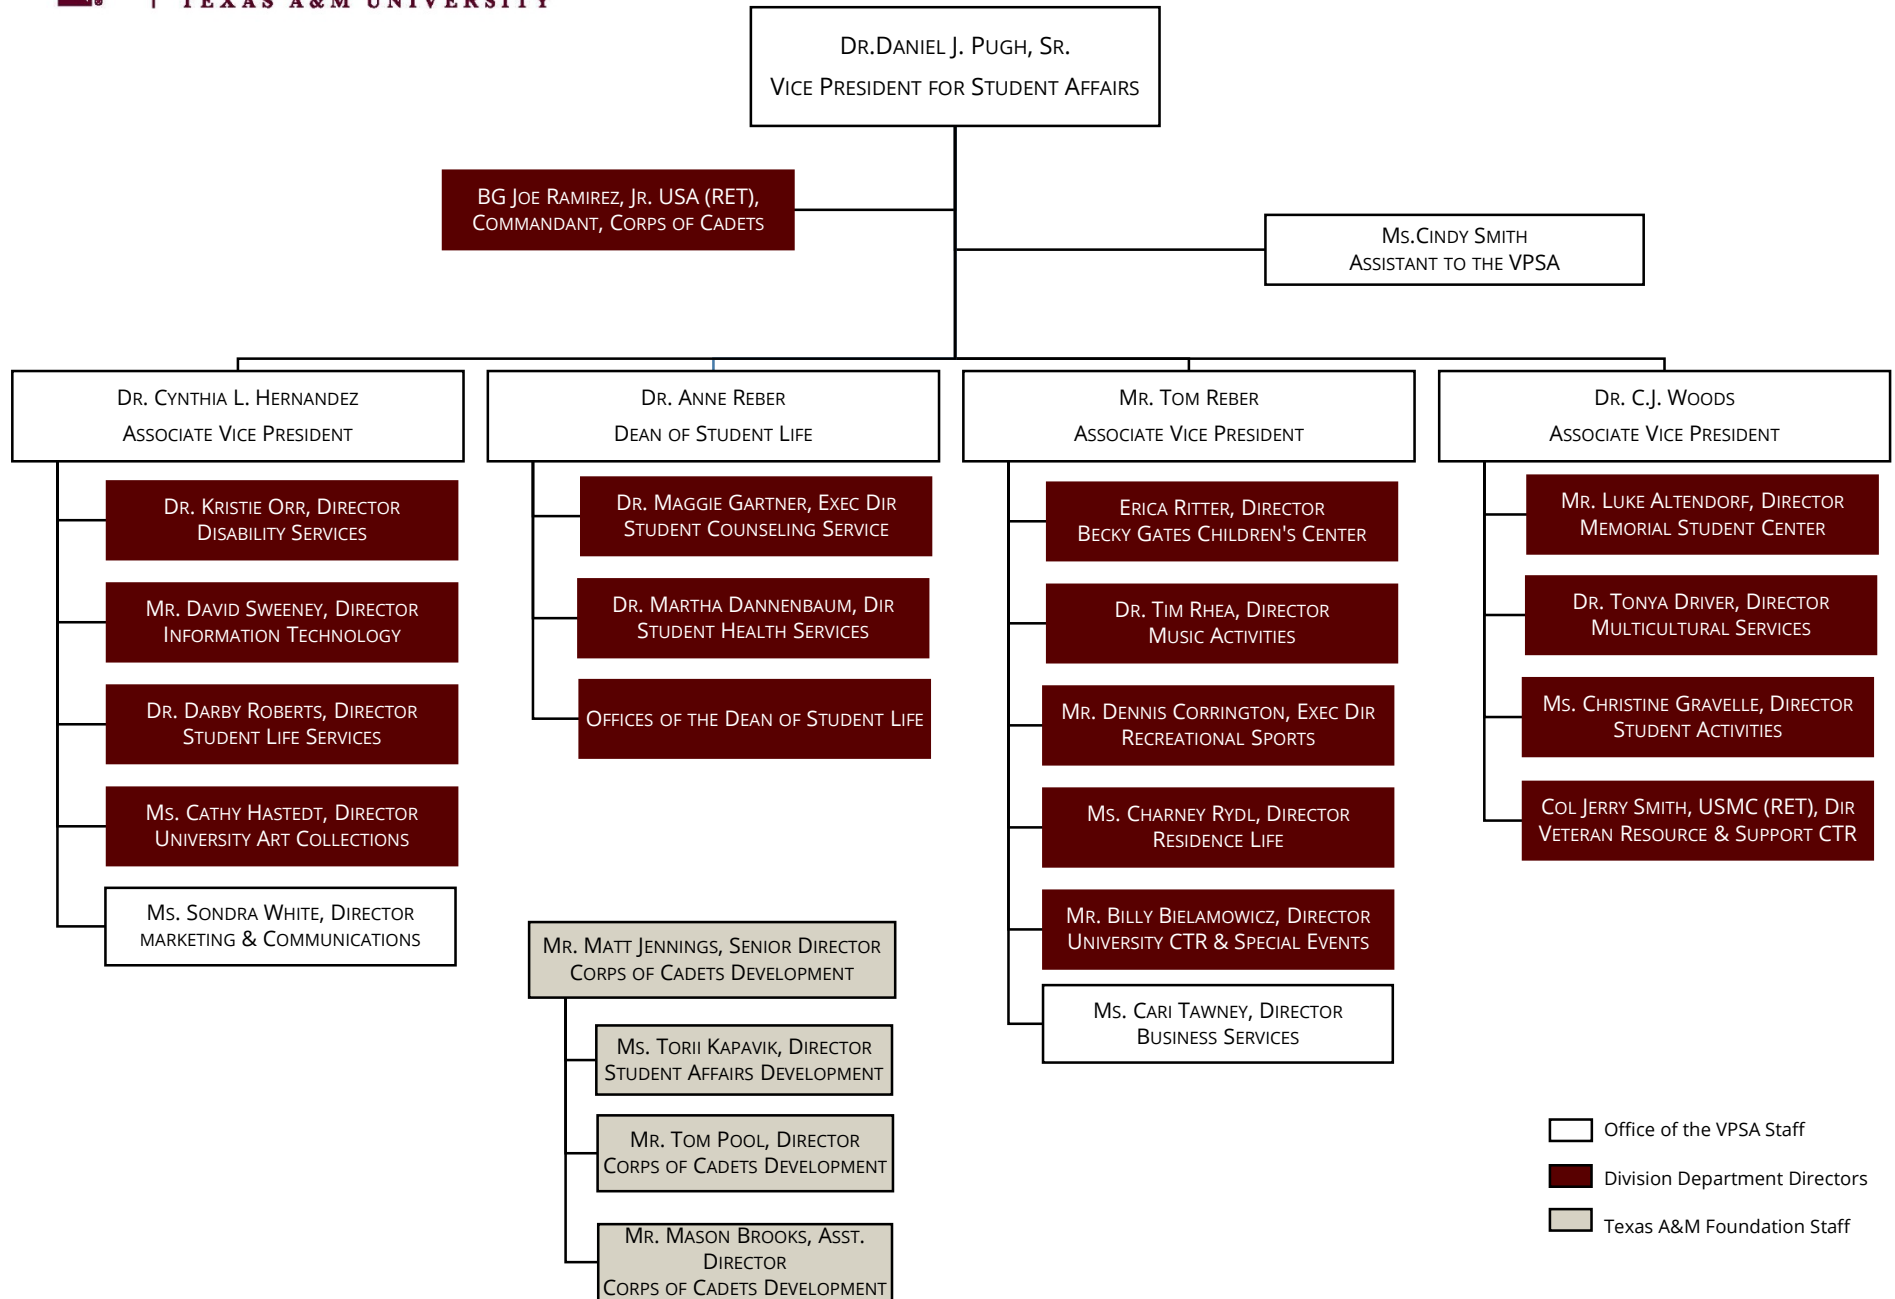 TEXAS A&M UNIVERSITY
DR.DANIEL J. PUGH, SR.
VICE PRESIDENT FOR STUDENT AFFAIRS
BG JOE RAMIREZ, JR. USA (RET),
COMMANDANT, CORPS OF CADETS
MS.CINDY SMITH
ASSISTANT TO THE VPSA
DR. CYNTHIA L. HERNANDEZ
ASSOCIATE VICE PRESIDENT
DR. KRISTIE ORR, DIRECTOR
DISABILITY SERVICES
MR. DAVID SWEENEY, DIRECTOR
INFORMATION TECHNOLOGY
DR. DARBY ROBERTS, DIRECTOR
STUDENT LIFE SERVICES
MS. CATHY HASTEDT, DIRECTOR
UNIVERSITY ART COLLECTIONS
MS. SONDRA WHITE, DIRECTOR
MARKETING & COMMUNICATIONS
DR. ANNE REBER
DEAN OF STUDENT LIFE
DR. MAGGIE GARTNER, EXEC DIR
STUDENT COUNSELING SERVICE
DR. MARTHA DANNENBAUM, DIR
STUDENT HEALTH SERVICES
OFFICES OF THE DEAN OF STUDENT LIFE
MR. TOM REBER
ASSOCIATE VICE PRESIDENT
ERICA RITTER, DIRECTOR
BECKY GATES CHILDREN'S CENTER
DR. TIM RHEA, DIRECTOR
MUSIC ACTIVITIES
MR. DENNIS CORRINGTON, EXEC DIR
RECREATIONAL SPORTS
MS. CHARNEY RYDL, DIRECTOR
RESIDENCE LIFE
MR. BILLY BIELAMOWICZ, DIRECTOR
UNIVERSITY CTR & SPECIAL EVENTS
MS. CARI TAWNEY, DIRECTOR
BUSINESS SERVICES
DR. C.J. WOODS
ASSOCIATE VICE PRESIDENT
MR. LUKE ALTENDORF, DIRECTOR
MEMORIAL STUDENT CENTER
DR. TONYA DRIVER, DIRECTOR
MULTICULTURAL SERVICES
MS. CHRISTINE GRAVELLE, DIRECTOR
STUDENT ACTIVITIES
COL JERRY SMITH, USMC (RET), DIR
VETERAN RESOURCE & SUPPORT CTR
MR. MATT JENNINGS, SENIOR DIRECTOR
CORPS OF CADETS DEVELOPMENT
MS. TORII KAPAVIK, DIRECTOR
STUDENT AFFAIRS DEVELOPMENT
MR. TOM POOL, DIRECTOR
CORPS OF CADETS DEVELOPMENT
MR. MASON BROOKS, ASST.
DIRECTOR
CORPS OF CADETS DEVELOPMENT
Office of the VPSA Staff
Division Department Directors
Texas A&M Foundation Staff